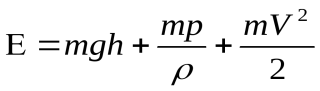 E = mgh + mp/ρ + mV²/2